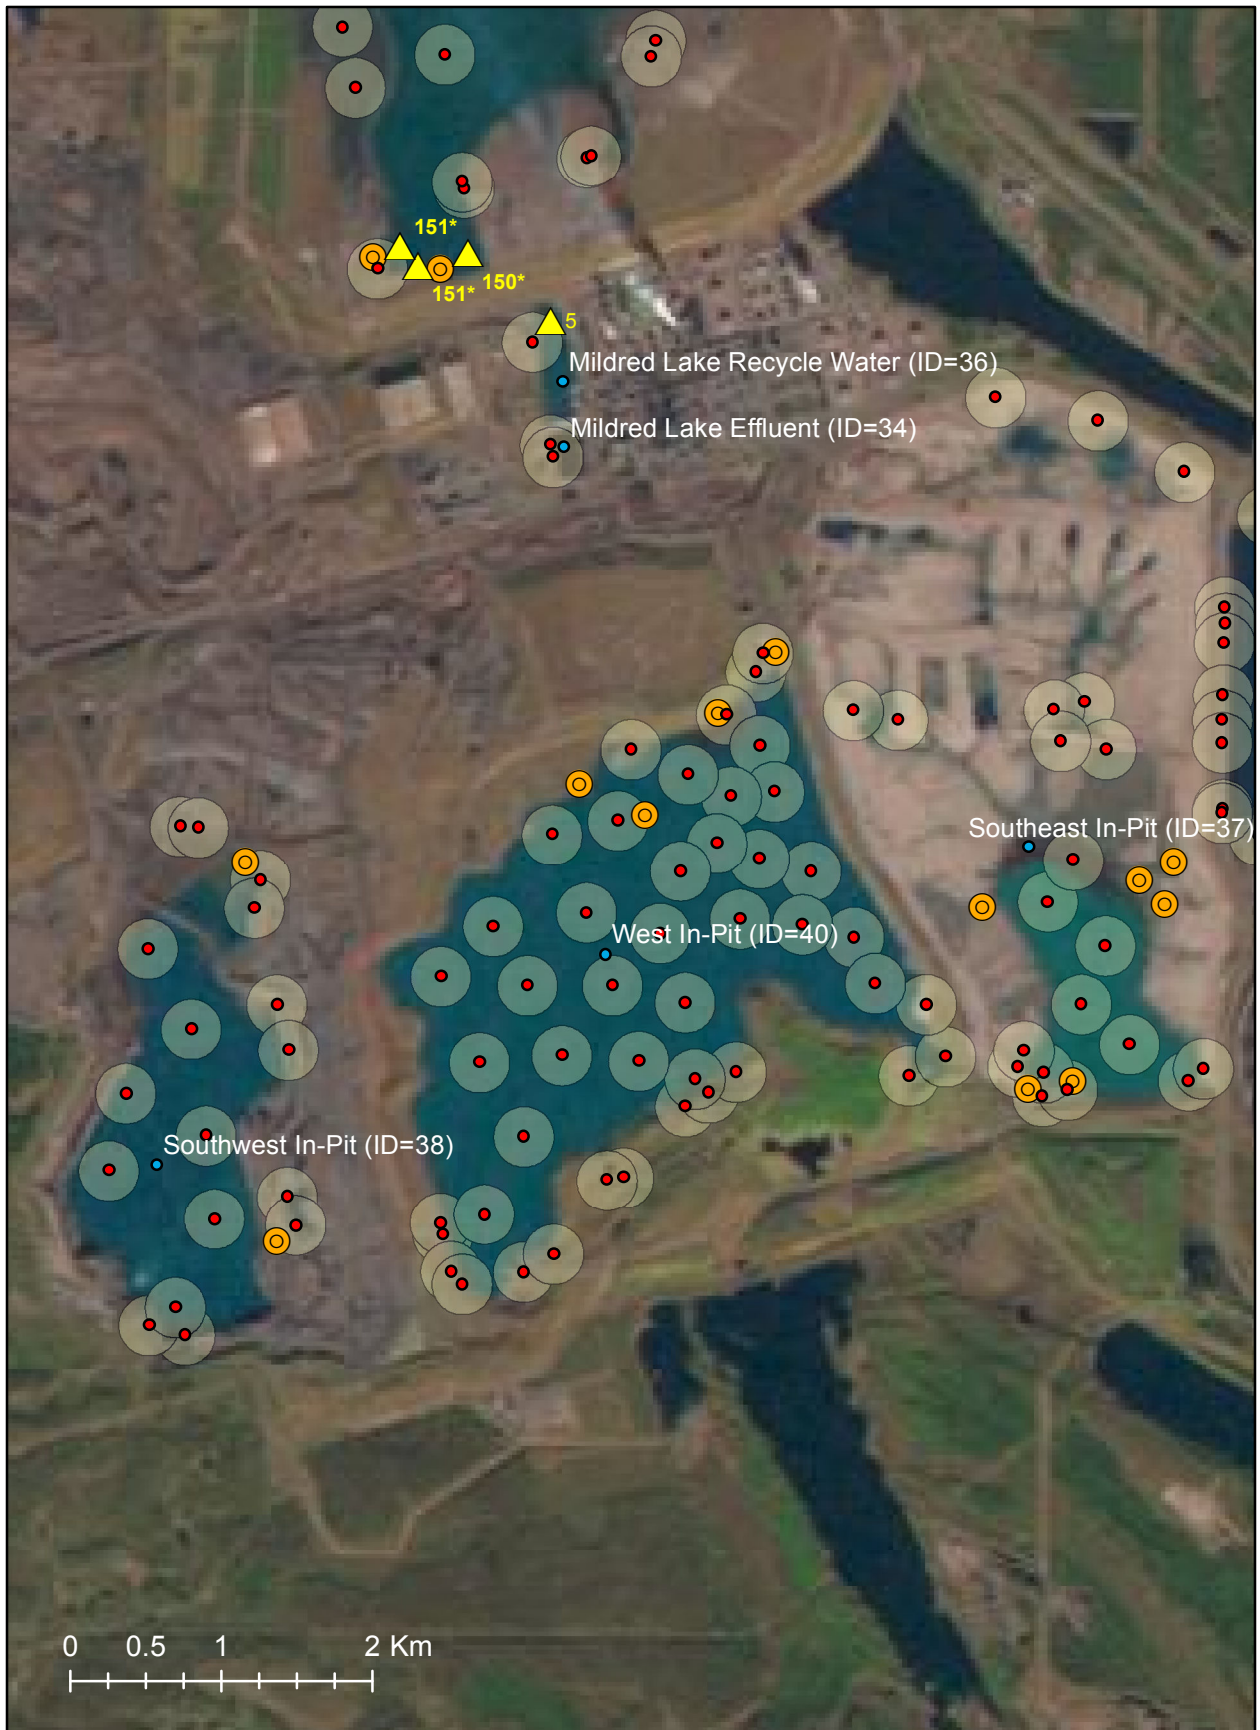 151*
150*
151*
5
Mildred Lake Recycle Water (ID=36)
Mildred Lake Effluent (ID=34)
Southeast In-Pit (ID=37)
West In-Pit (ID=40)
Southwest In-Pit (ID=38)
0 0.5 1 2 Km